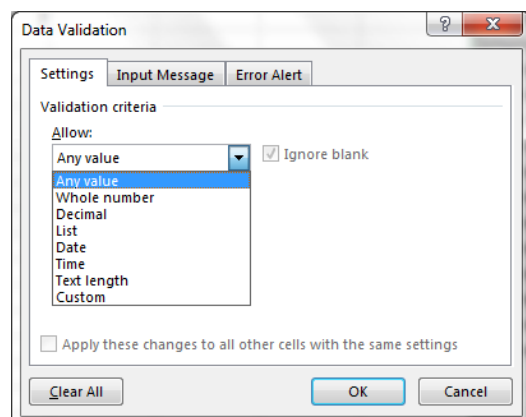 Data Validation ?
Settings Input Message Error Alert
Validation criteria
Allow:
Any value Ignore blank
Any value
Whole number
Decimal
List
Date
Time
Text length
Custom
Apply these changes to all other cells with the same settings
Clear All OK Cancel